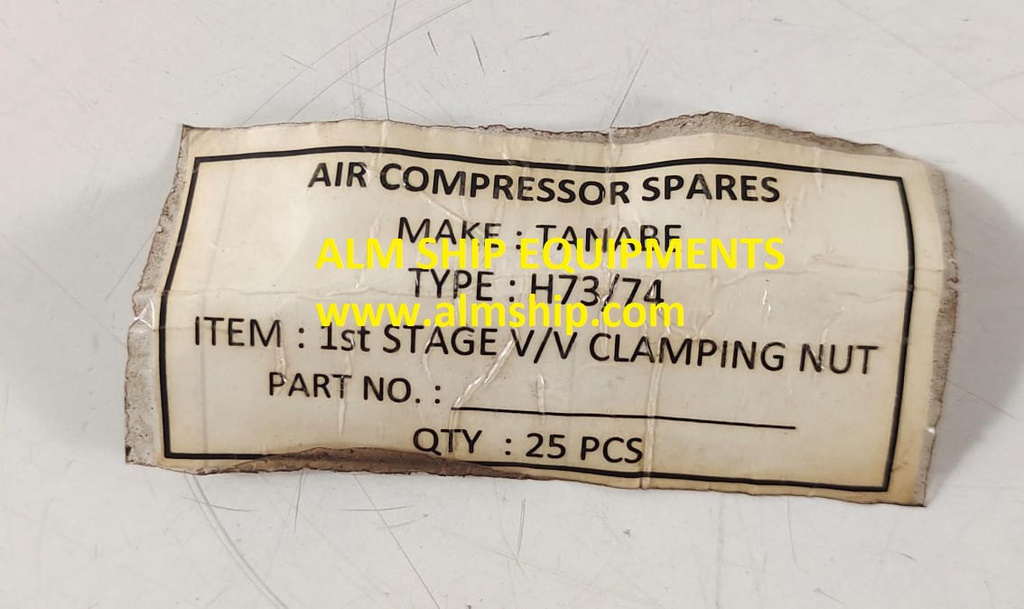 AIR COMPRESSOR SPARES
MAKE : TANABE
ALM SHIP EQUIPMENTS
TYPE : H73/74
www.almship.com
ITEM : 1st STAGE V/V CLAMPING NUT
PART NO. :
QTY : 25 PCS